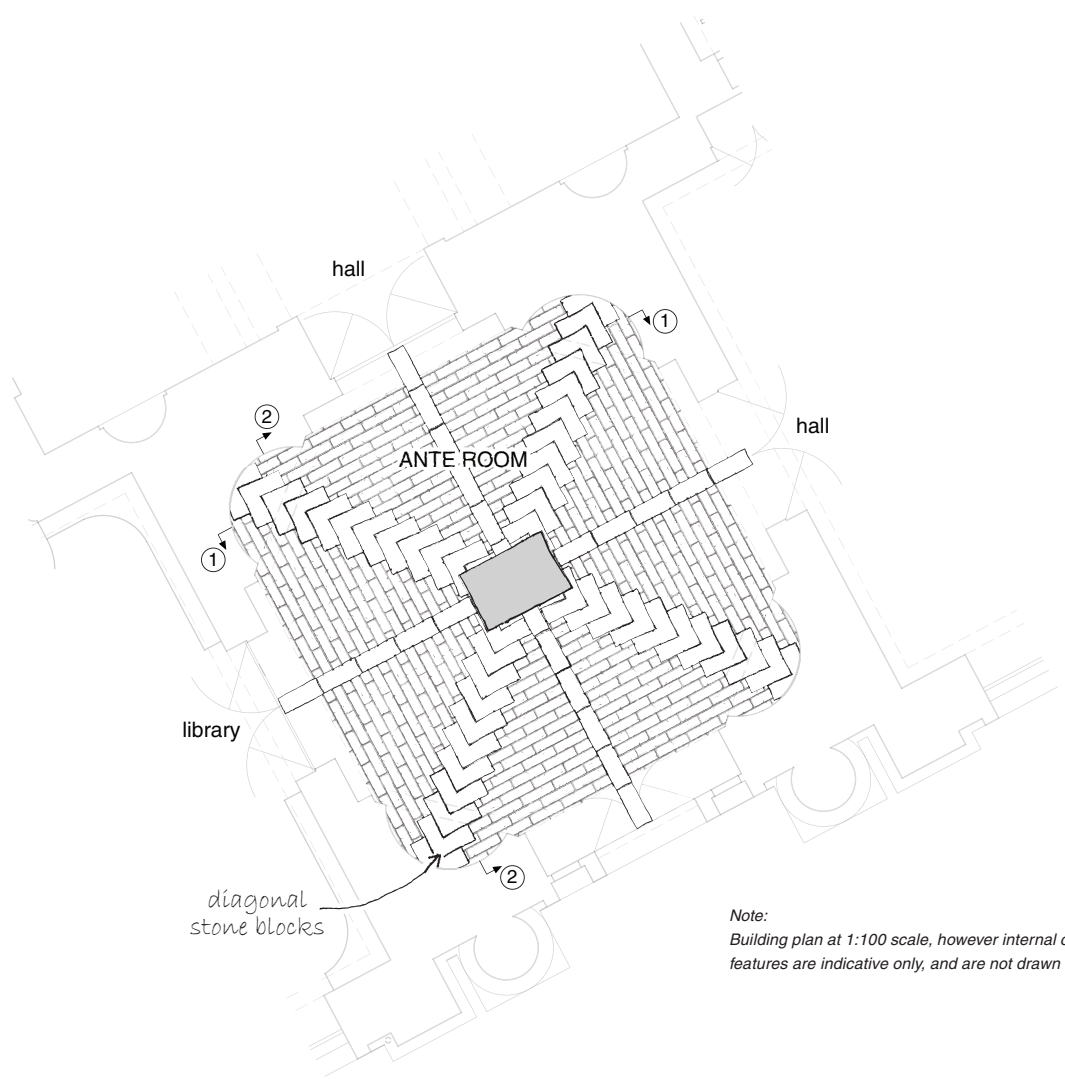 hall
1
2
hall
ANTE ROOM
1
library
2
diagonal
stone blocks
Note:
Building plan at 1:100 scale, however internal
features are indicative only, and are not drawn